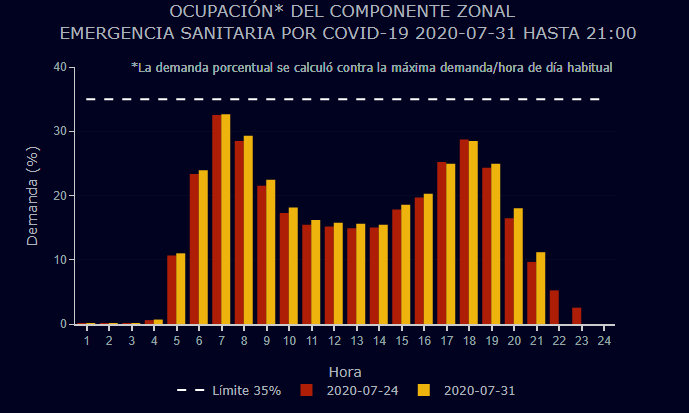 OCUPACIÓN* DEL COMPONENTE ZONAL
EMERGENCIA SANITARIA POR COVID-19 2020-07-31 HASTA 21:00
*La demanda porcentual se calculó contra la máxima demanda/hora de día habitual
40
30
20
10
0
Demanda (%)
1 2 3 4 5 6 7 8 9 10 11 12 13 14 15 16 17 18 19 20 21 22 23 24
Hora
Límite 35% 2020-07-24 2020-07-31